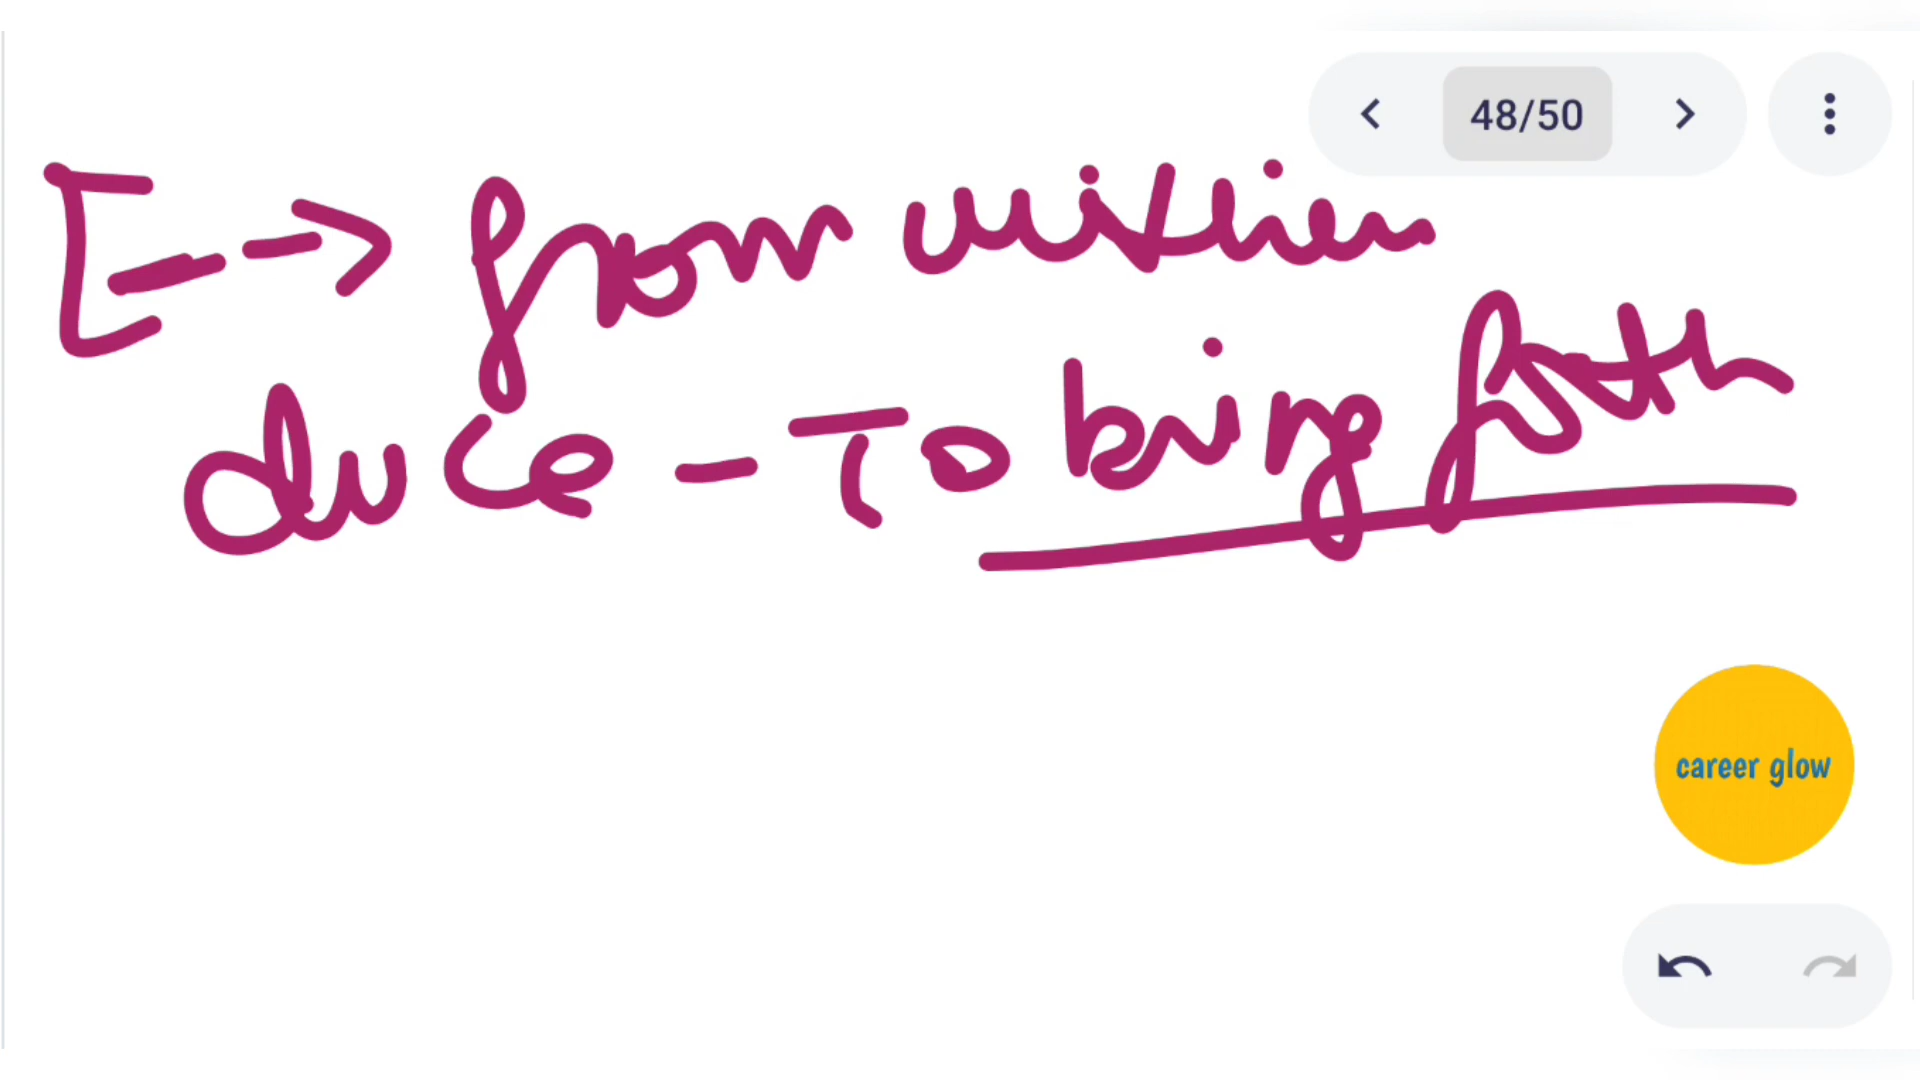 48/50
E--> from within
duce - To bring forth
career glow